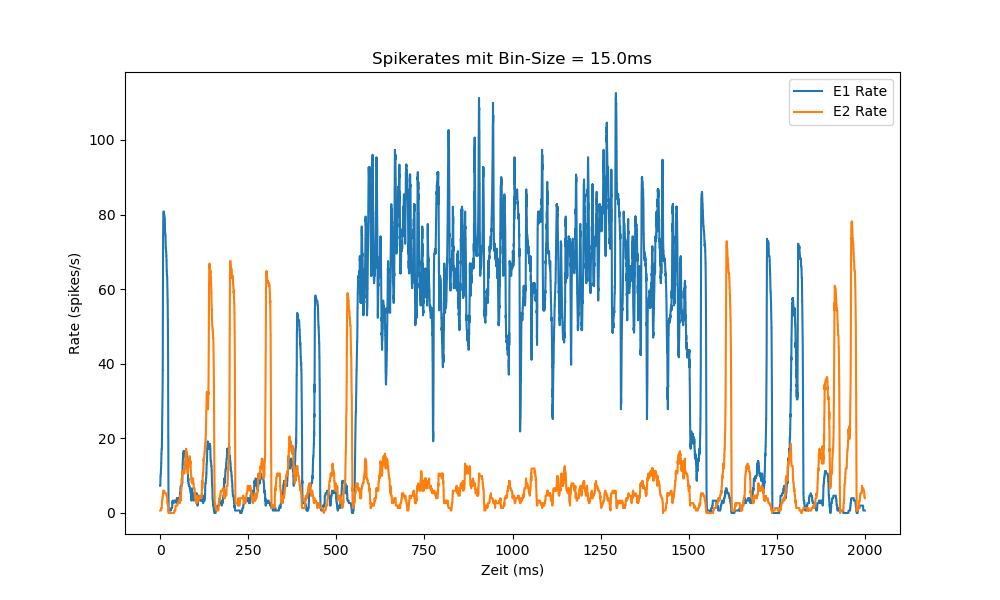 Spikerates mit Bin-Size = 15.0ms
E1 Rate
E2 Rate
Rate (spikes/s)
100
80
60
40
20
0
0 250 500 750 1000 1250 1500 1750 2000
Zeit (ms)